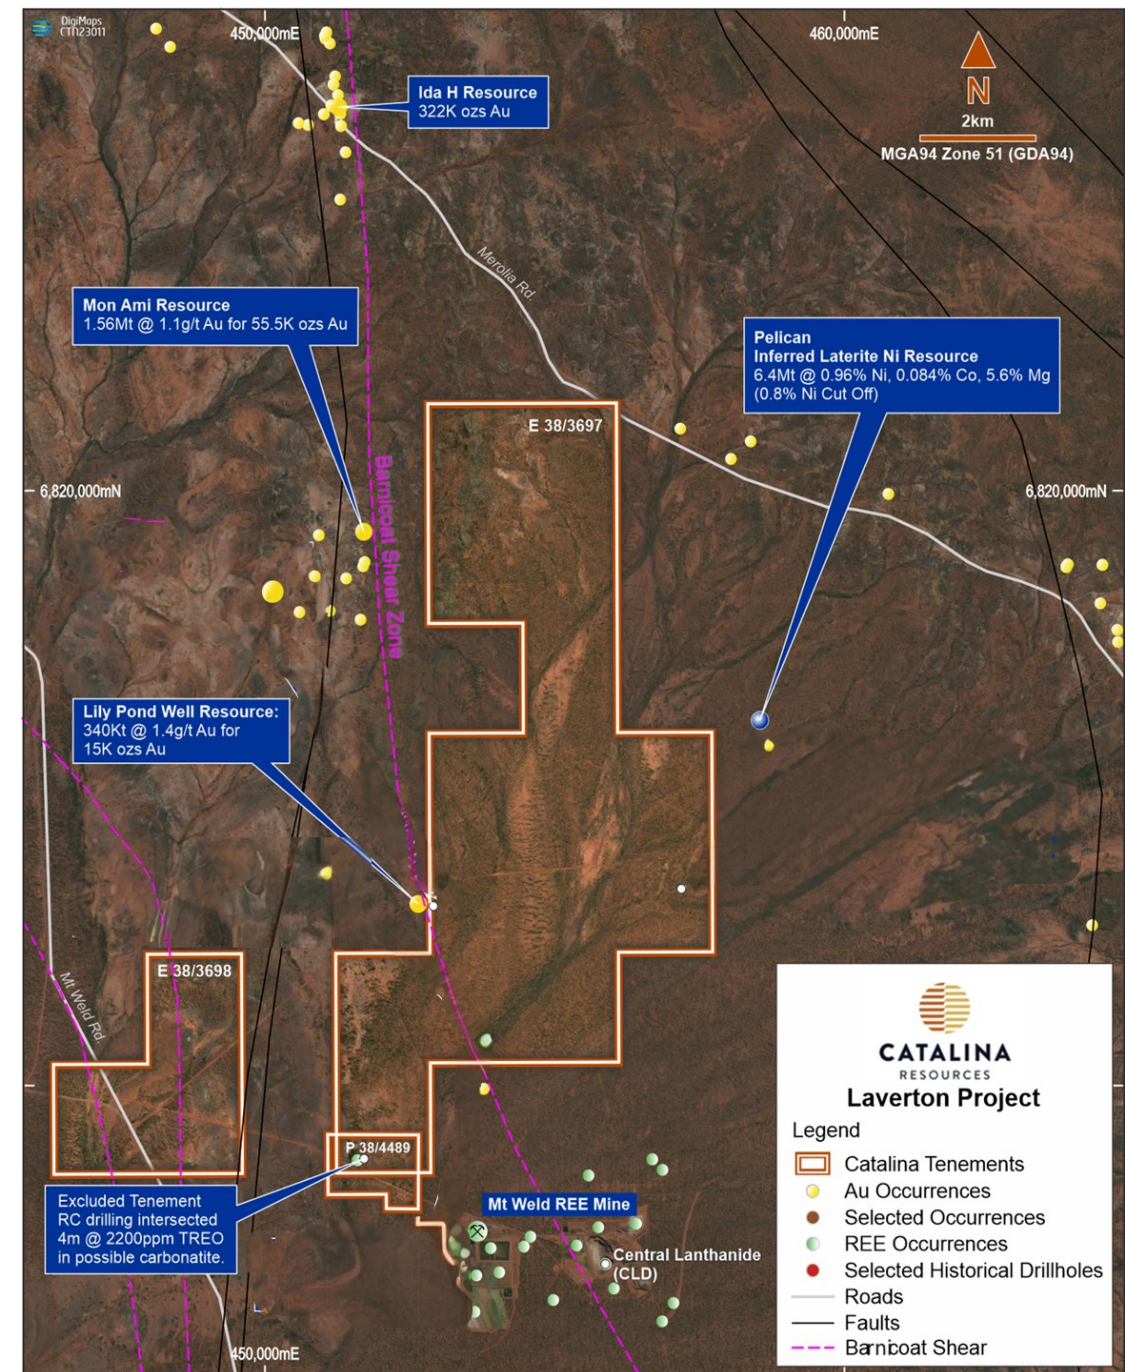 DigiMaps
CTN23011
450,000mE
460,000mE
N
2km
MGA94 Zone 51 (GDA94)
Ida H Resource
322K ozs Au
Merolia Rd.
Mon Ami Resource
1.56Mt @ 1.1g/t Au for 55.5K ozs Au
Pelican
Inferred Laterite Ni Resource
6.4Mt @ 0.96% Ni, 0.084% Co, 5.6% Mg
(0.8% Ni Cut Off)
E 38/3697
6,820,000mN
6,820,000mN
Barnicoat Shear Zone
Lily Pond Well Resource:
340Kt @ 1.4g/t Au for
15K ozs Au
E 38/3698
Mt Weld Rd.
P 38/4489
Excluded Tenement
RC drilling intersected
4m @ 2200ppm TREO
in possible carbonatite.
Mt Weld REE Mine
Central Lanthanide
(CLD)
450,000mE
CATALINA
RESOURCES
Laverton Project
Legend
Catalina Tenements
Au Occurrences
Selected Occurrences
REE Occurrences
Selected Historical Drillholes
Roads
Faults
Barnicoat Shear